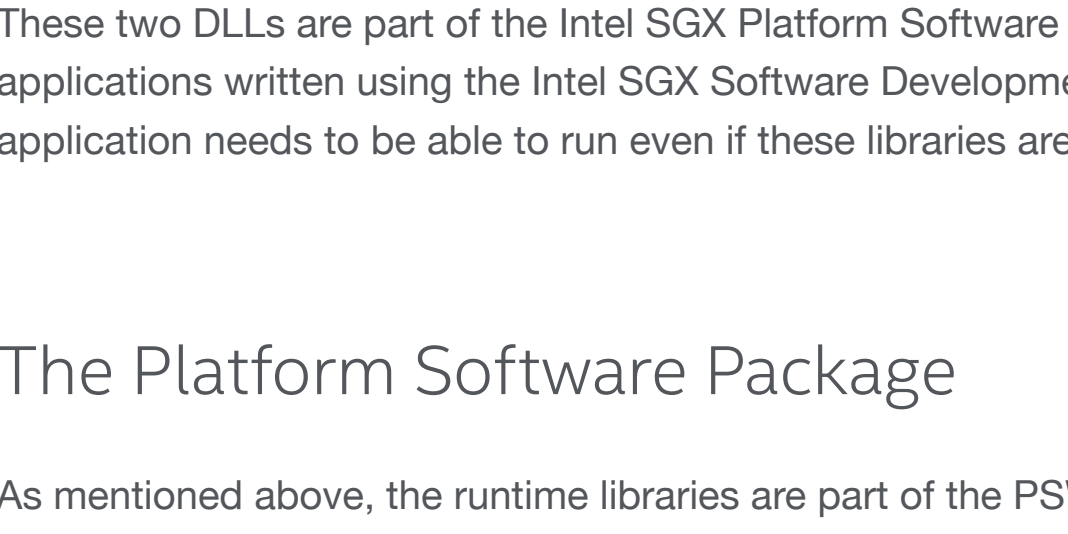 These two DLLs are part of the Intel SGX Platform Software
applications written using the Intel SGX Software Developme
application needs to be able to run even if these libraries are
The Platform Software Package
As mentioned above, the runtime libraries are part of the PSW